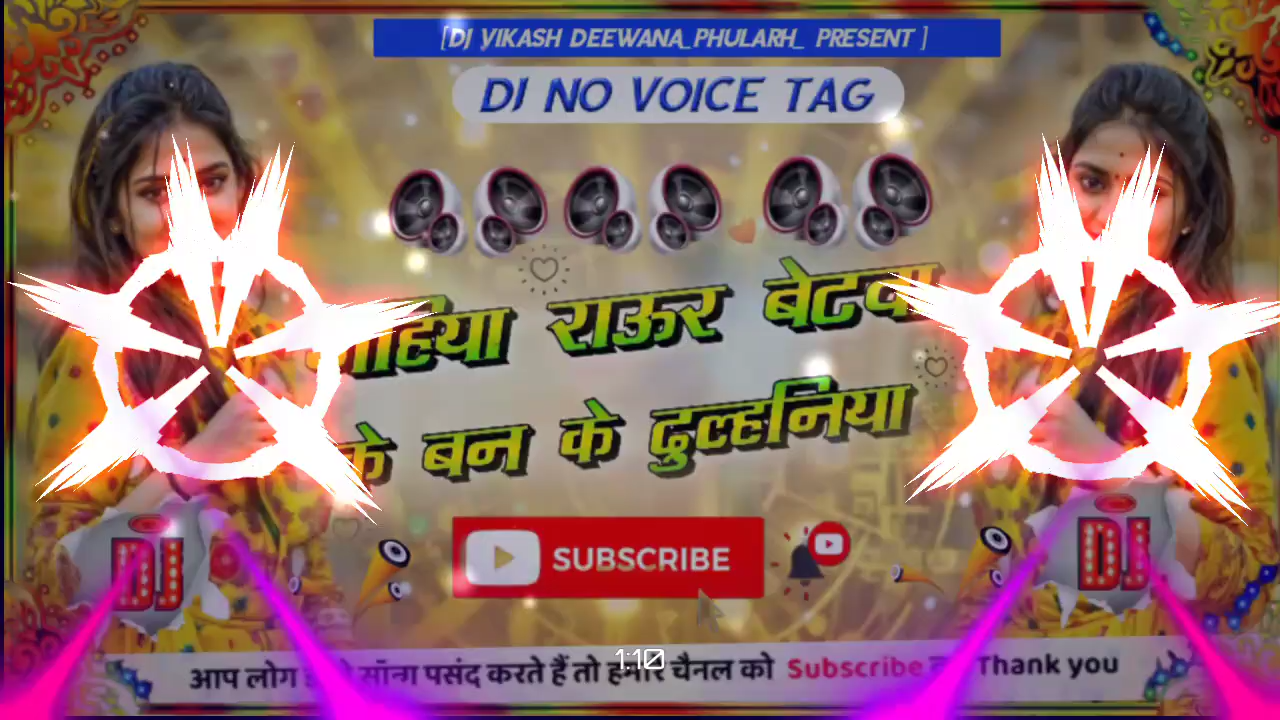 [DJ VIKASH DEEWANA_PHULARH_ PRESENT ]
DJ NO VOICE TAG
राऊर बेटवा
के बन के दुल्हनिया
SUBSCRIBE
DJ
DJ
1:10
आप लोग सॉन्ग पसंद करते हैं तो हमारे चैनल को Subscribe Thank you